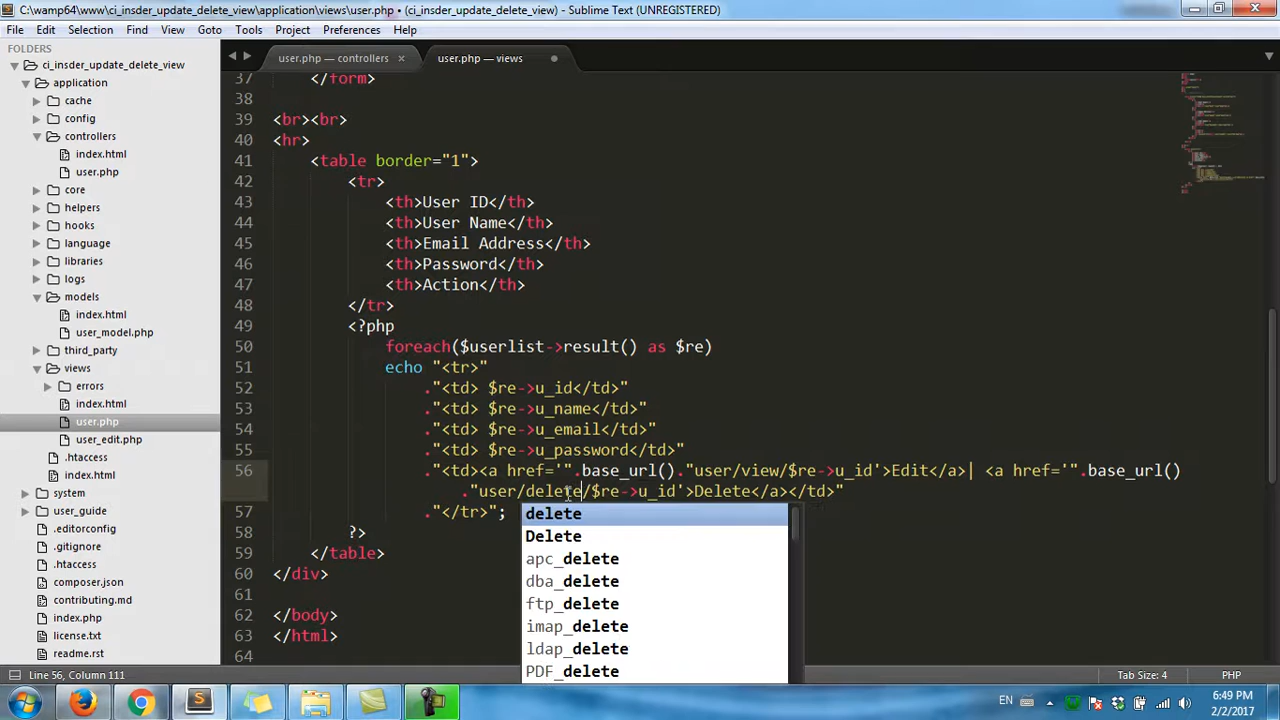 C:\wamp64\www\ci_insder_update_delete_view\application\views\user.php • (ci_insder_update_delete_view) - Sublime Text (UNREGISTERED)
File Edit Selection Find View Goto Tools Project Preferences Help
FOLDERS
ci_insder_update_delete_view
application
cache
config
controllers
index.html
user.php
core
helpers
hooks
language
libraries
logs
models
index.html
user_model.php
third_party
views
errors
index.html
user.php
user_edit.php
.htaccess
index.html
system
user_guide
.editorconfig
.gitignore
.htaccess
composer.json
contributing.md
index.php
license.txt
readme.rst
user.php — controllers
user.php — views
37 </form>
38
39 <br><br>
40 <hr>
41 <table border="1">
42 <tr>
43 <th>User ID</th>
44 <th>User Name</th>
45 <th>Email Address</th>
46 <th>Password</th>
47 <th>Action</th>
48 </tr>
49 <?php
50 foreach($userlist->result() as $re)
51 echo "<tr>"
52 ."<td> $re->u_id</td>"
53 ."<td> $re->u_name</td>"
54 ."<td> $re->u_email</td>"
55 ."<td> $re->u_password</td>"
56 ."<td><a href='".base_url()."user/view/$re->u_id'>Edit</a>| <a href='".base_url()
."user/delete/$re->u_id'>Delete</a></td>"
57 ."</tr>";
58 ?>
59 </table>
60 </div>
61
62 </body>
63 </html>
64
delete
Delete
apc_delete
dba_delete
ftp_delete
imap_delete
ldap_delete
PDF_delete
Line 56, Column 111
Tab Size: 4
PHP
EN
6:49 PM
2/2/2017